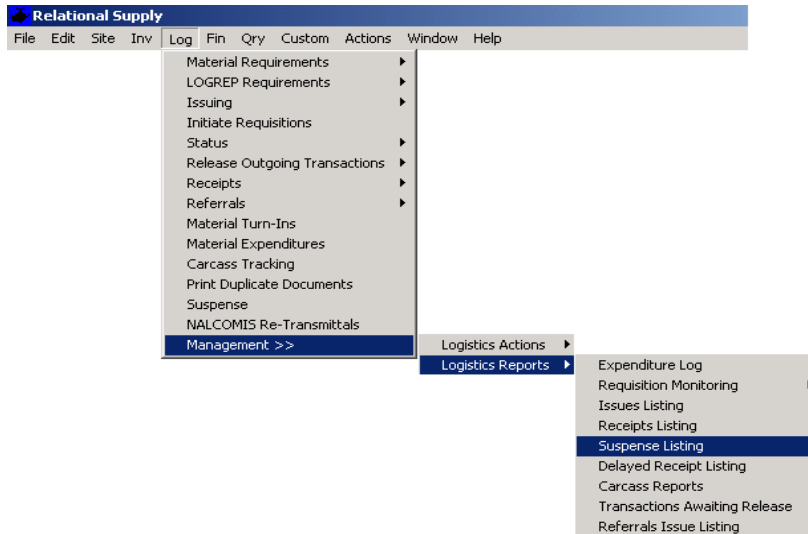 Relational Supply
File Edit Site Inv Log Fin Qry Custom Actions Window Help
Material Requirements
LOGREP Requirements
Issuing
Initiate Requisitions
Status
Release Outgoing Transactions
Receipts
Referrals
Material Turn-Ins
Material Expenditures
Carcass Tracking
Print Duplicate Documents
Suspense
NALCOMIS Re-Transmittals
Management >>
Logistics Actions
Logistics Reports
Expenditure Log
Requisition Monitoring
Issues Listing
Receipts Listing
Suspense Listing
Delayed Receipt Listing
Carcass Reports
Transactions Awaiting Release
Referrals Issue Listing